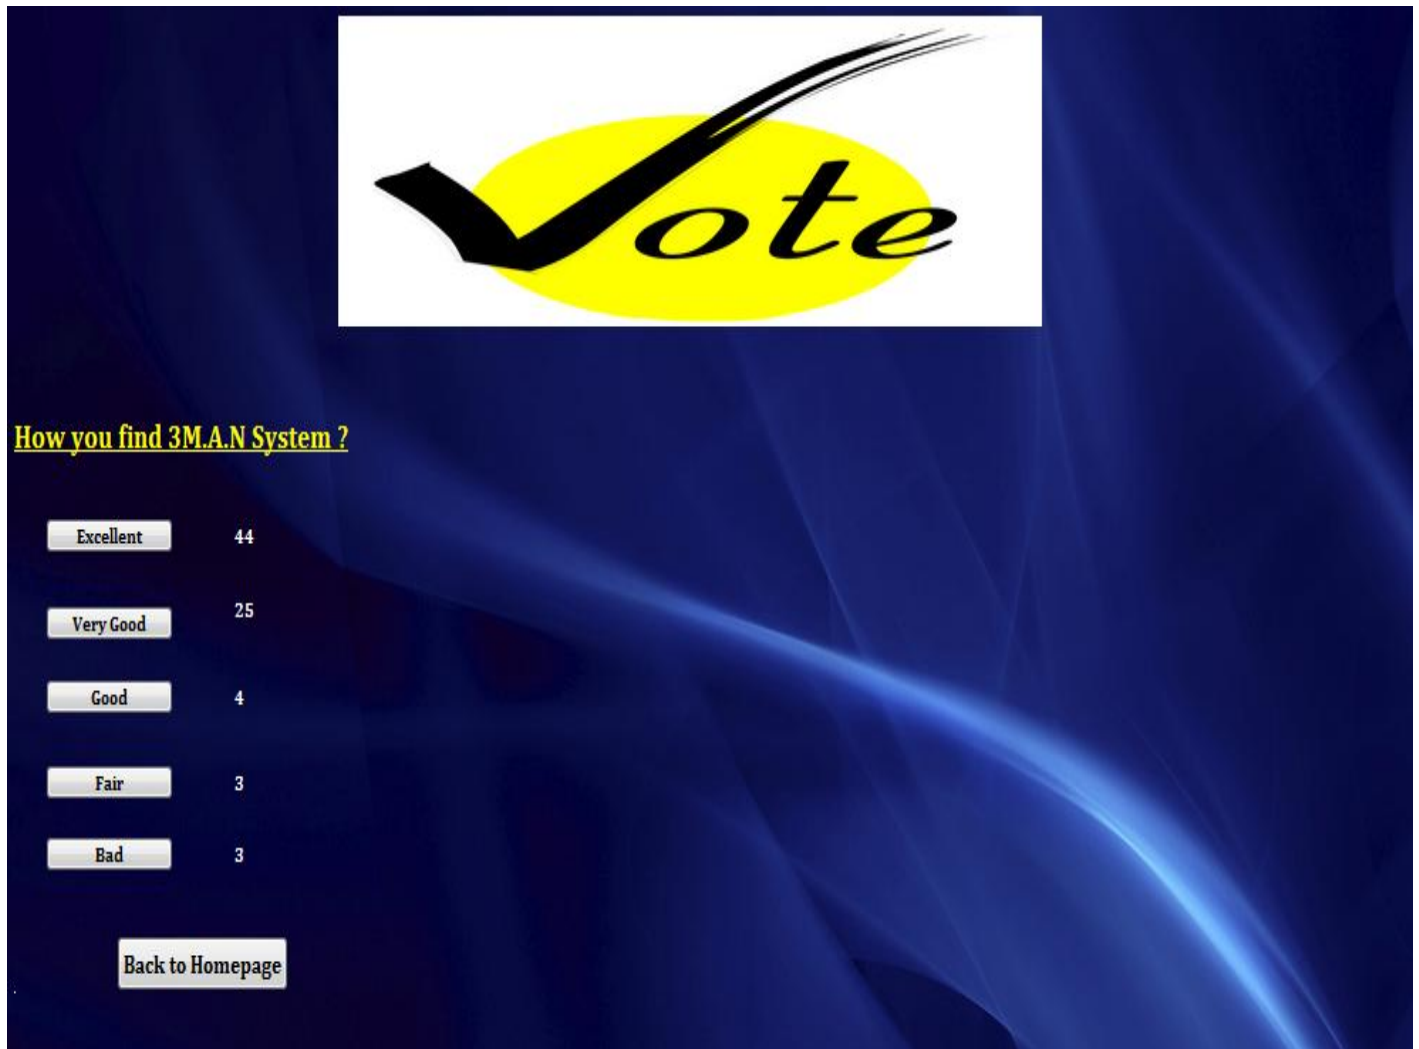 Vote
How you find 3M.A.N System ?
Excellent 44
Very Good 25
Good 4
Fair 3
Bad 3
Back to Homepage